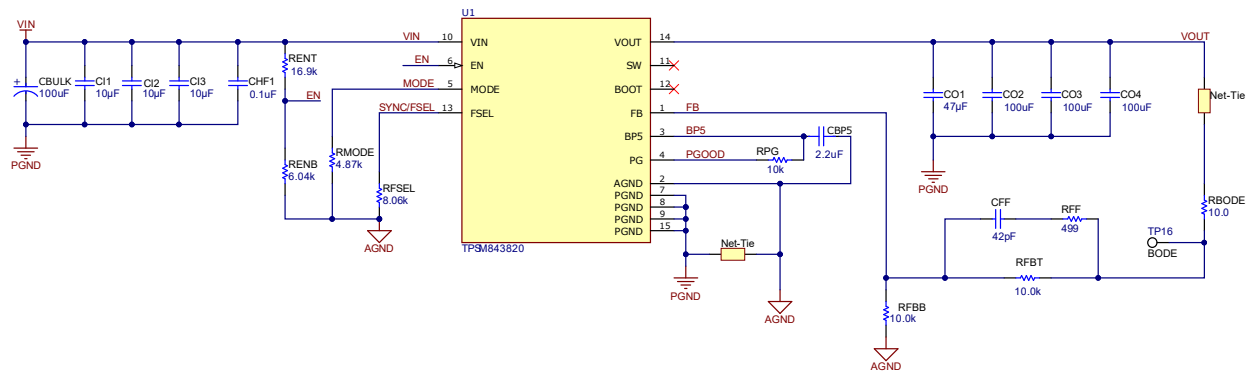 U1
VIN
VIN
10
VIN
EN
6
EN
MODE
5
MODE
SYNC/FSEL
13
FSEL
VOUT
14
SW
11
BOOT
12
FB
1
FB
BP5
3
BP5
PG
4
PGOOD
AGND
2
PGND
7
PGND
8
PGND
9
PGND
15
TPSM843820
+
CBULK
100uF
CI1
10µF
CI2
10µF
CI3
10µF
CHF1
0.1uF
PGND
RENT
16.9k
EN
RENB
6.04k
RMODE
4.87k
RFSEL
8.06k
AGND
CBP5
2.2uF
RPG
10k
Net-Tie
PGND
AGND
VOUT
CO1
47µF
CO2
100uF
CO3
100uF
CO4
100uF
PGND
Net-Tie
RBODE
10.0
TP16
BODE
CFF
42pF
RFF
499
RFBT
10.0k
RFBB
10.0k
AGND